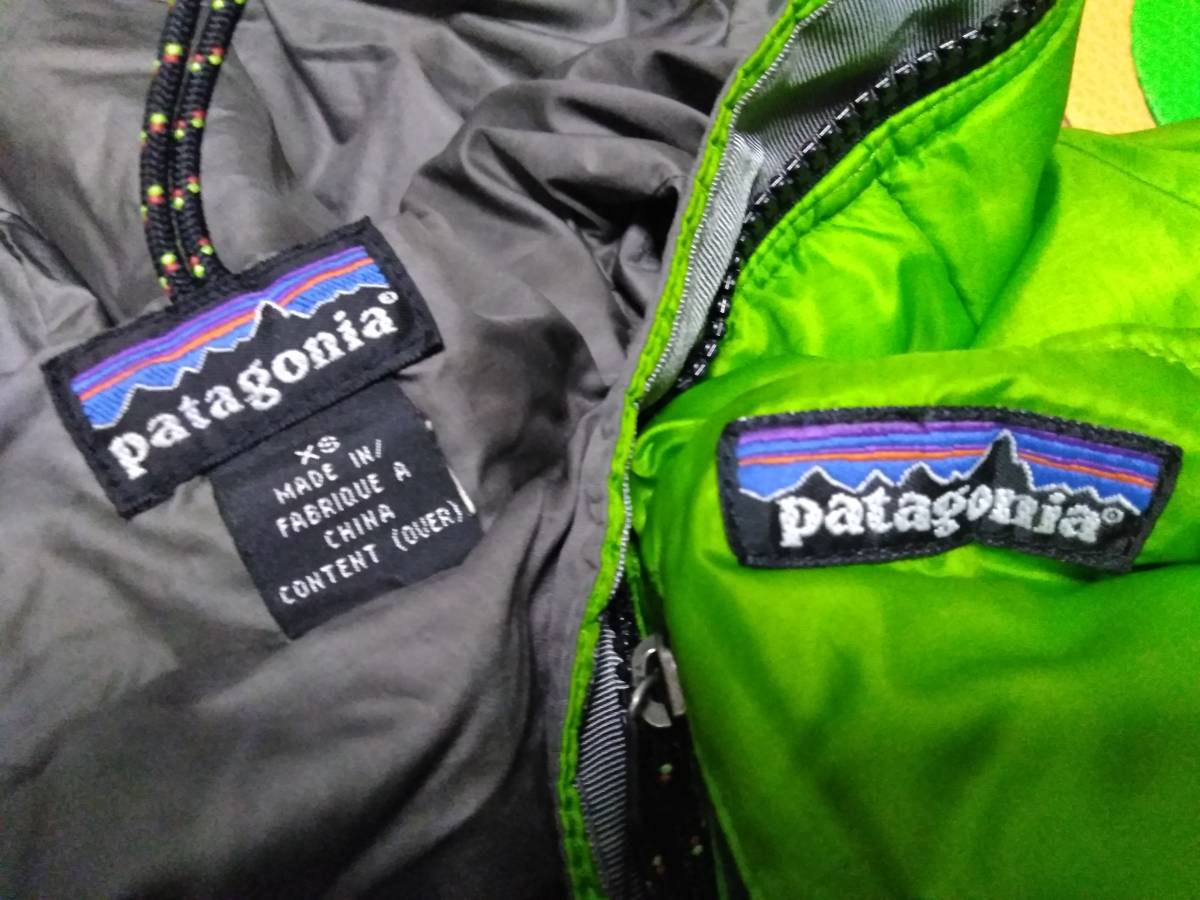 patagonia®
XS
MADE IN/
FABRIQUE A
CHINA
CONTENT (OVER)
patagonia®